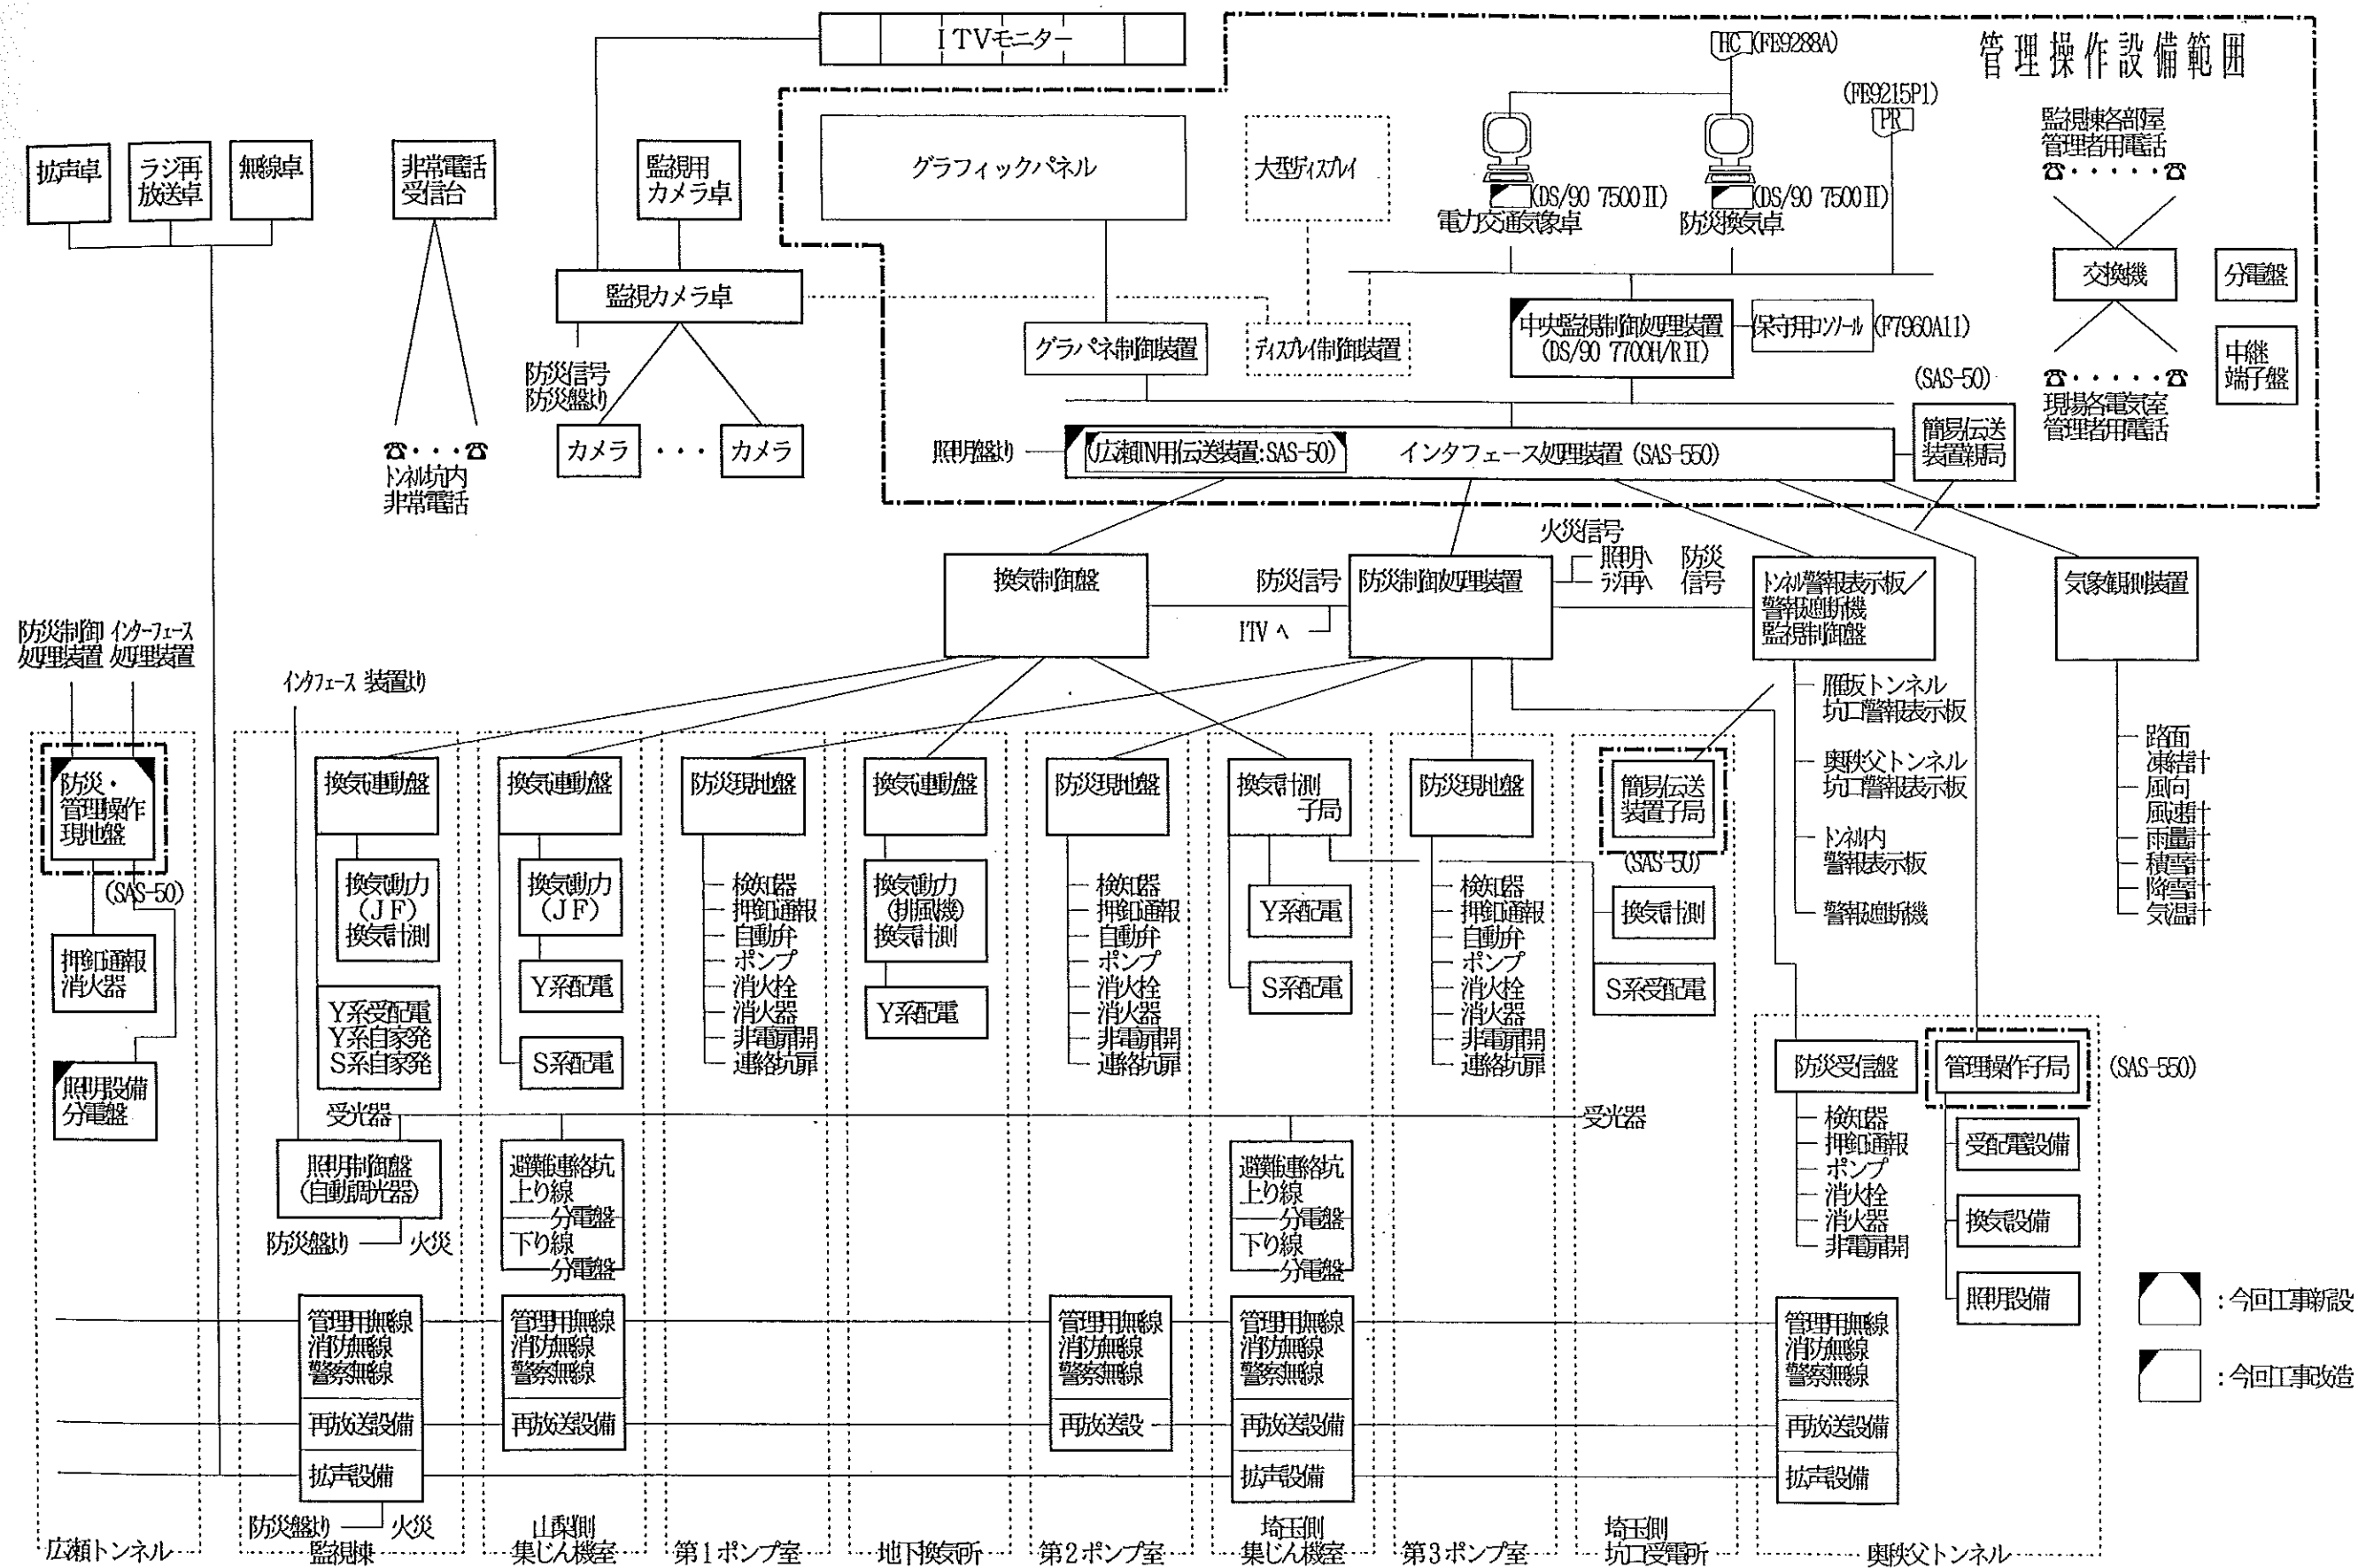 ITVモニター
HC (FE9288A)
管理操作設備範囲
(FE9215P1)
PR
監視棟各部屋
管理者用電話
☎・・・・・☎
拡声卓
ラジ再
放送卓
無線卓
非常電話
受信台
監視用
カメラ卓
グラフィックパネル
大型ディスプレイ
(DS/90 7500Ⅱ)
電力交通気象卓
(DS/90 7500Ⅱ)
防災換気卓
交換機
分電盤
監視カメラ卓
防災信号
防災盤より
グラパネ制御装置
ディスプレイ制御装置
中央監視制御処理装置
(DS/90 7700H/RⅡ)
保守用コンソール
(F7960A11)
中継
端子盤
☎・・・・・☎
現場各電気室
管理者用電話
(SAS-50)
簡易伝送
装置親局
☎・・・☎
トンネル坑内
非常電話
カメラ
・・・
カメラ
照明盤より
(広瀬IN用伝送装置:SAS-50)
インタフェース処理装置 (SAS-550)
換気制御盤
防災信号
ITV へ
防災制御処理装置
火災信号
照明へ
ラジ再へ
防災
信号
トンネル警報表示板/
警報遮断機
監視制御盤
気象観測装置
防災制御
処理装置
インターフェース
処理装置
インタフェース 装置より
雁坂トンネル
坑口警報表示板
奥秩父トンネル
坑口警報表示板
トンネル内
警報表示板
警報遮断機
路面
凍結計
風向
風速計
雨量計
積雪計
降雪計
気温計
防災・
管理操作
現地盤
(SAS-50)
押釦通報
消火器
照明設備
分電盤
広瀬トンネル
換気連動盤
換気動力
(JF)
換気計測
Y系受配電
Y系自家発
S系自家発
受光器
照明制御盤
(自動調光器)
防災盤より
火災
管理用無線
消防無線
警察無線
再放送設備
拡声設備
防災盤より
火災
監視棟
換気連動盤
換気動力
(JF)
Y系配電
S系配電
避難連絡坑
上り線
分電盤
下り線
分電盤
管理用無線
消防無線
警察無線
再放送設備
山梨側
集じん機室
防災現地盤
検知器
押釦通報
自動弁
ポンプ
消火栓
消火器
非電扉開
連絡坑扉
第1ポンプ室
換気連動盤
換気動力
(排風機)
換気計測
Y系配電
地下換気所
防災現地盤
検知器
押釦通報
自動弁
ポンプ
消火栓
消火器
非電扉開
連絡坑扉
管理用無線
消防無線
警察無線
再放送設
第2ポンプ室
換気計測
子局
Y系配電
S系配電
避難連絡坑
上り線
分電盤
下り線
分電盤
管理用無線
消防無線
警察無線
再放送設備
拡声設備
埼玉側
集じん機室
防災現地盤
検知器
押釦通報
自動弁
ポンプ
消火栓
消火器
非電扉開
連絡坑扉
第3ポンプ室
簡易伝送
装置子局
(SAS-50)
換気計測
S系受配電
受光器
埼玉側
坑口受電所
防災受信盤
検知器
押釦通報
ポンプ
消火栓
消火器
非電扉開
管理操作子局
(SAS-550)
受配電設備
換気設備
照明設備
管理用無線
消防無線
警察無線
再放送設備
拡声設備
奥秩父トンネル
:今回工事新設
:今回工事改造